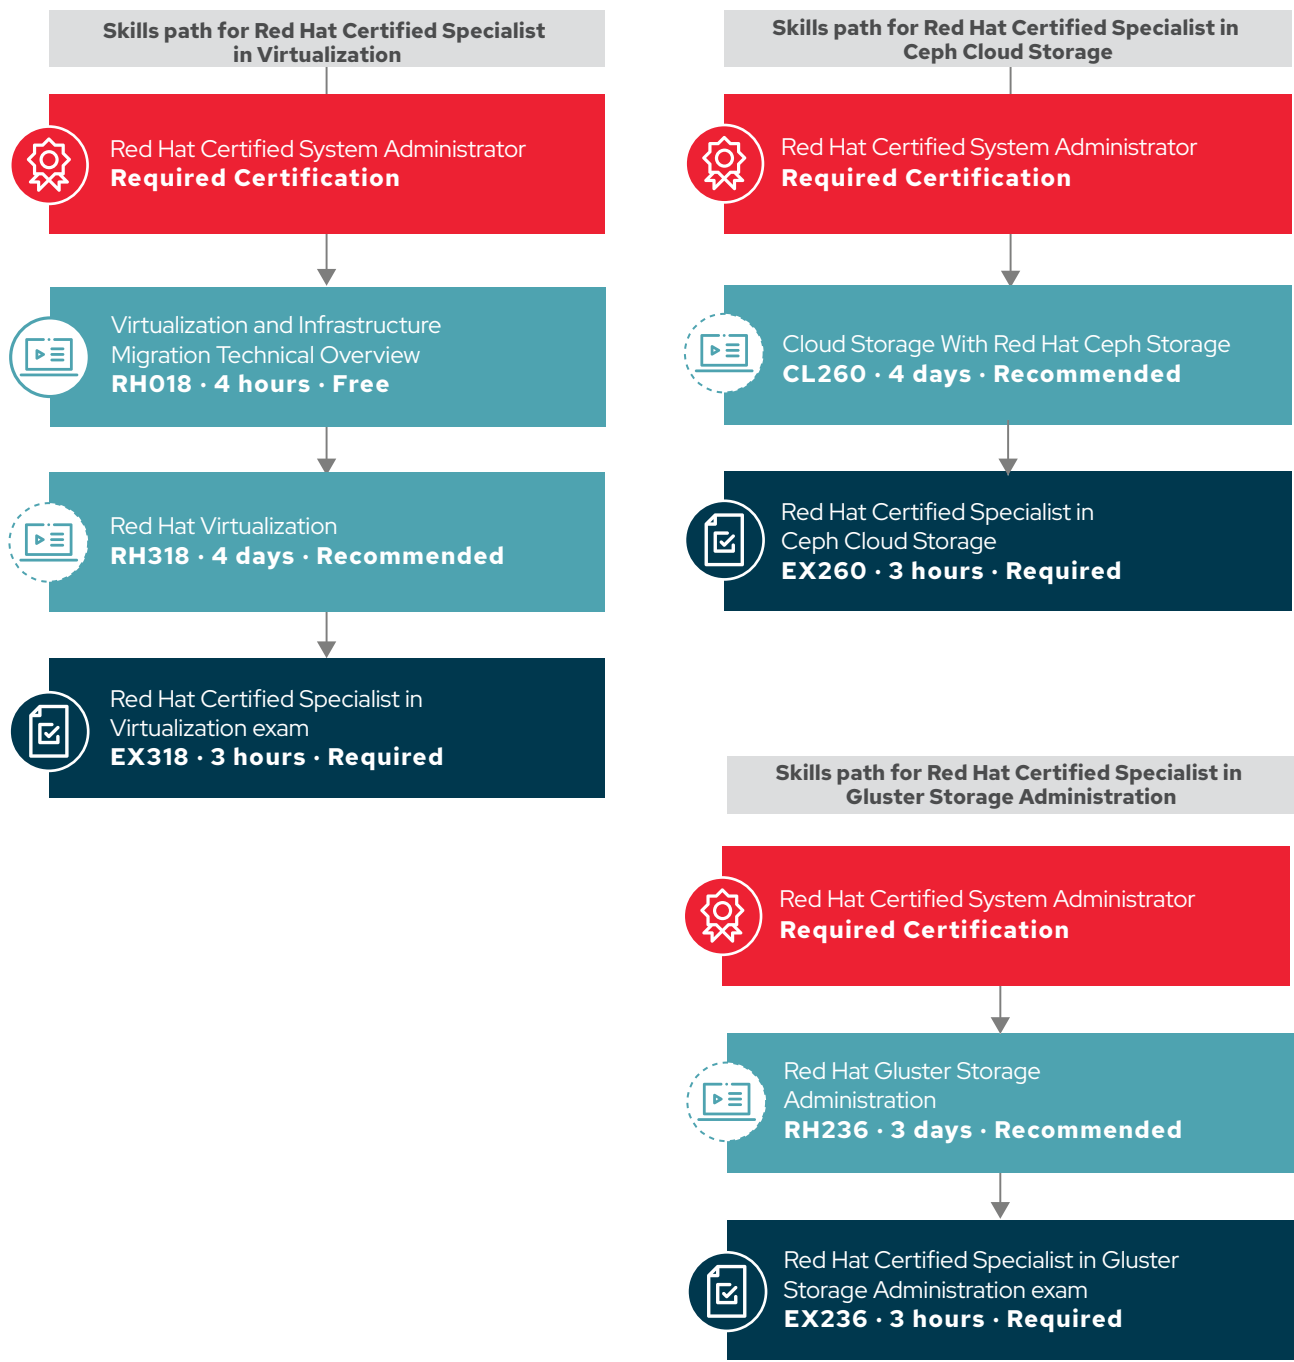 Skills path for Red Hat Certified Specialist
in Virtualization
Red Hat Certified System Administrator
Required Certification
Virtualization and Infrastructure
Migration Technical Overview
RH018 · 4 hours · Free
Red Hat Virtualization
RH318 · 4 days · Recommended
Red Hat Certified Specialist in
Virtualization exam
EX318 · 3 hours · Required
Skills path for Red Hat Certified Specialist in
Ceph Cloud Storage
Red Hat Certified System Administrator
Required Certification
Cloud Storage With Red Hat Ceph Storage
CL260 · 4 days · Recommended
Red Hat Certified Specialist in
Ceph Cloud Storage
EX260 · 3 hours · Required
Skills path for Red Hat Certified Specialist in
Gluster Storage Administration
Red Hat Certified System Administrator
Required Certification
Red Hat Gluster Storage
Administration
RH236 · 3 days · Recommended
Red Hat Certified Specialist in Gluster
Storage Administration exam
EX236 · 3 hours · Required